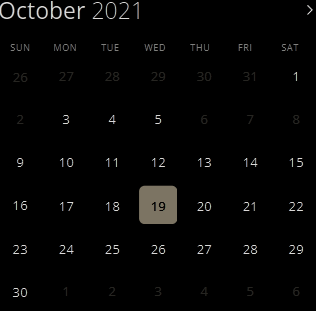 October 2021
SUN MON TUE WED THU FRI SAT
26 27 28 29 30 31 1
2 3 4 5 6 7 8
9 10 11 12 13 14 15
16 17 18 19 20 21 22
23 24 25 26 27 28 29
30 1 2 3 4 5 6